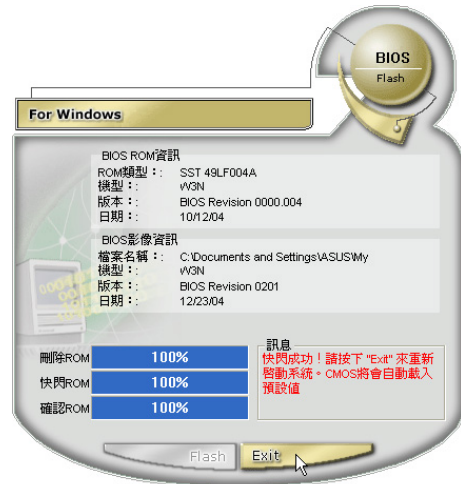 BIOS
Flash
For Windows
BIOS ROM資訊
ROM類型：: SST 49LF004A
機型：: W3N
版本：: BIOS Revision 0000.004
日期：: 10/12/04
BIOS影像資訊
檔案名稱：: C:\Documents and Settings\ASUS\My
機型：: W3N
版本：: BIOS Revision 0201
日期：: 12/23/04
刪除ROM 100%
快閃ROM 100%
確認ROM 100%
訊息
快閃成功！請按下 "Exit" 來重新
啟動系統。CMOS將會自動載入
預設值
Flash Exit